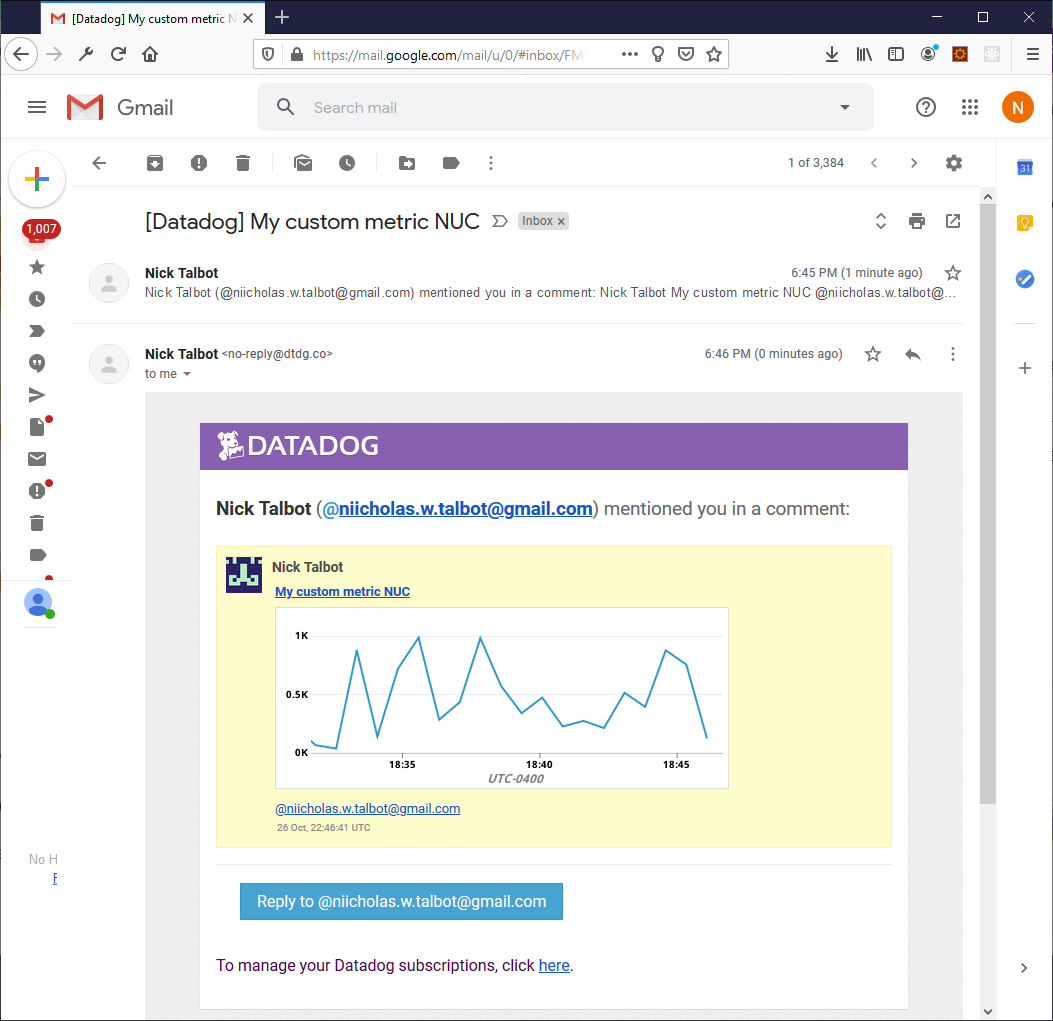 [Datadog] My custom metric N
https://mail.google.com/mail/u/0/#inbox/FM
Gmail
Search mail
N
1 of 3,384
31
1,007
[Datadog] My custom metric NUC
Inbox x
Nick Talbot
6:45 PM (1 minute ago)
Nick Talbot (@niicholas.w.talbot@gmail.com) mentioned you in a comment: Nick Talbot My custom metric NUC @niicholas.w.talbot@...
Nick Talbot <no-reply@dtdg.co>
6:46 PM (0 minutes ago)
to me
DATADOG
Nick Talbot (@niicholas.w.talbot@gmail.com) mentioned you in a comment:
Nick Talbot
My custom metric NUC
1K
0.5K
0K
18:35 18:40 18:45
UTC-0400
@niicholas.w.talbot@gmail.com
26 Oct, 22:46:41 UTC
No H
Reply to @niicholas.w.talbot@gmail.com
To manage your Datadog subscriptions, click here.